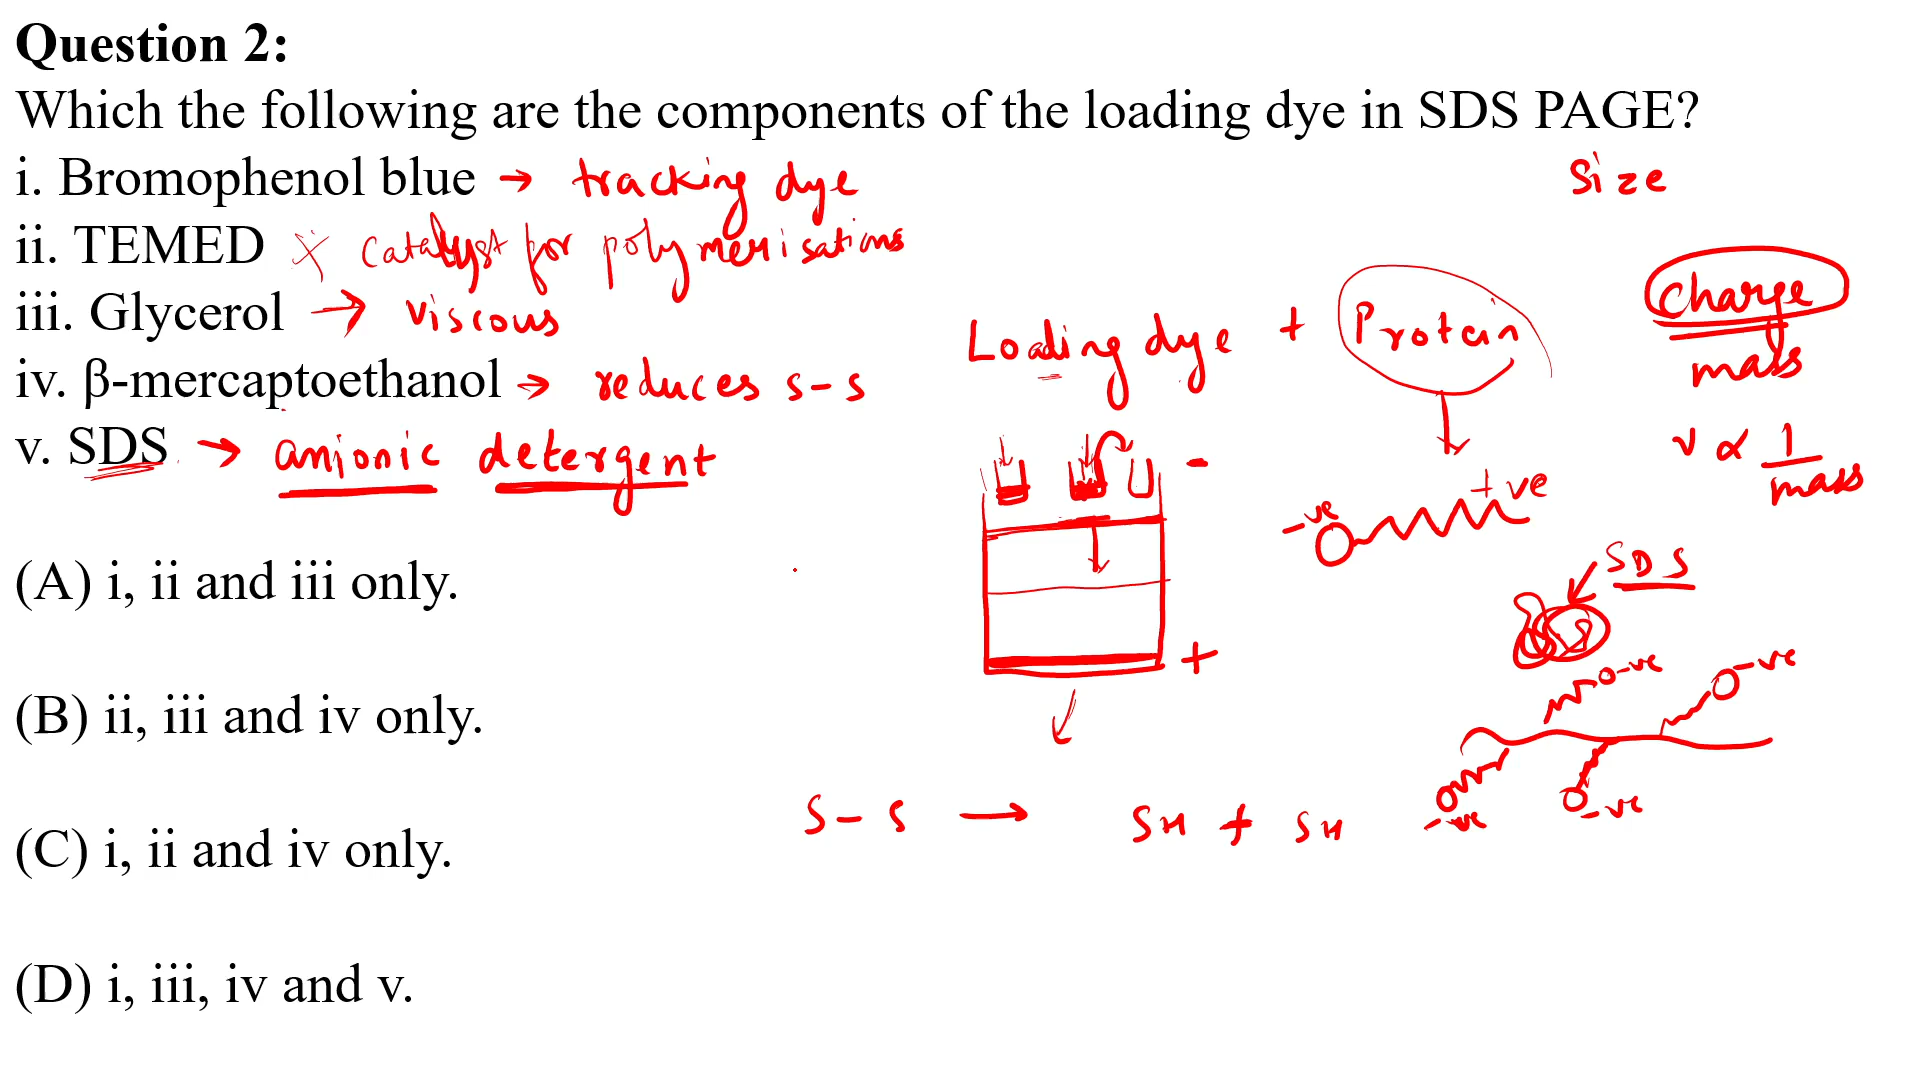 Question 2:
Which the following are the components of the loading dye in SDS PAGE?
i. Bromophenol blue → tracking dye
ii. TEMED × catalyst for polymerisations
iii. Glycerol → viscous
iv. β-mercaptoethanol → reduces s-s
v. SDS → anionic detergent
(A) i, ii and iii only.
(B) ii, iii and iv only.
(C) i, ii and iv only.
(D) i, iii, iv and v.
Size
Charge
mass
v ∝ 1
mass
Loading dye + Protein
-
+
-ve +ve
SDS
-ve -ve
-ve -ve
S-S → SH + SH